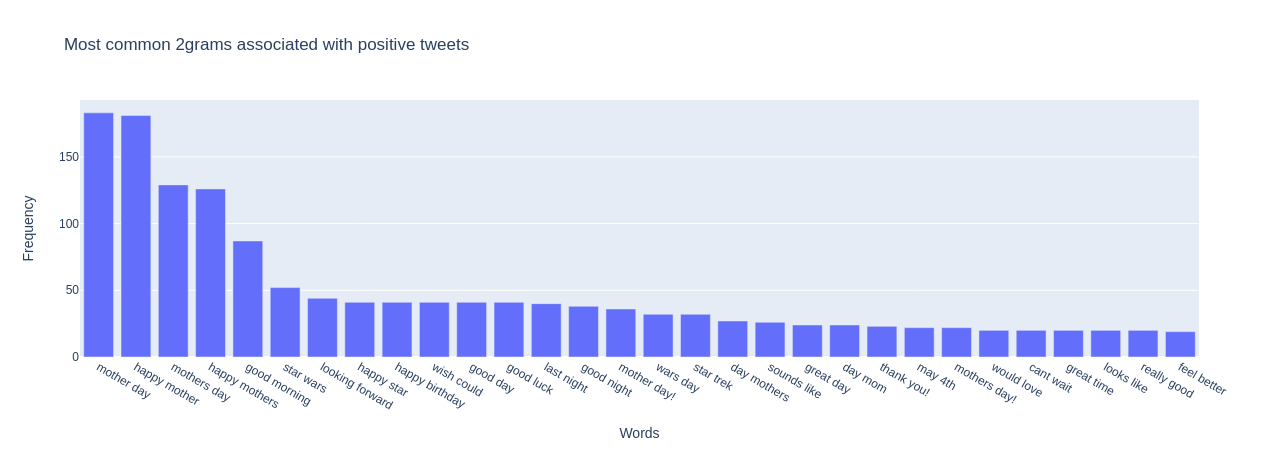 Most common 2grams associated with positive tweets
150
100
50
0
Frequency
mother day
happy mother
mothers day
happy mothers
good morning
star wars
looking forward
happy star
happy birthday
wish could
good day
good luck
last night
good night
mother day!
wars day
star trek
day mothers
sounds like
great day
day mom
thank you!
may 4th
mothers day!
would love
cant wait
great time
looks like
really good
feel better
Words